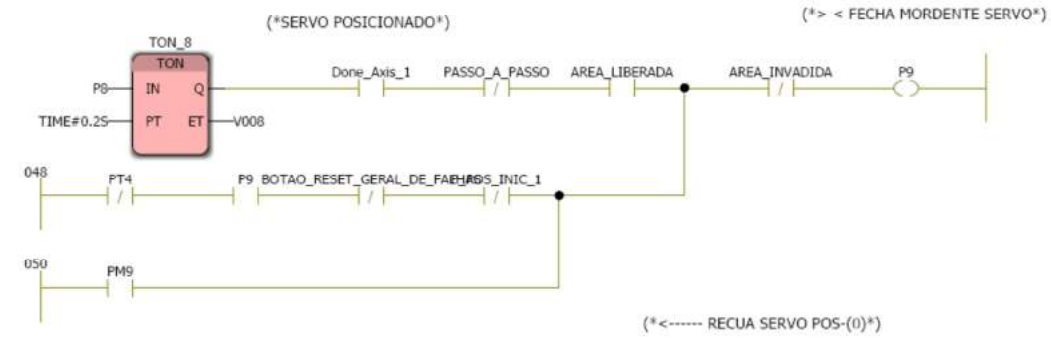 (*SERVO POSICIONADO*)
(*> < FECHA MORDENTE SERVO*)
TON_8
TON
Done_Axis_1 PASSO_A_PASSO AREA_LIBERADA AREA_INVADIDA P9
P8 IN Q
TIME#0.2S PT ET V008
048
PT4 P9 BOTAO_RESET_GERAL_DE_FALHAS
050
PM9
(*<------ RECUA SERVO POS-(0)*)